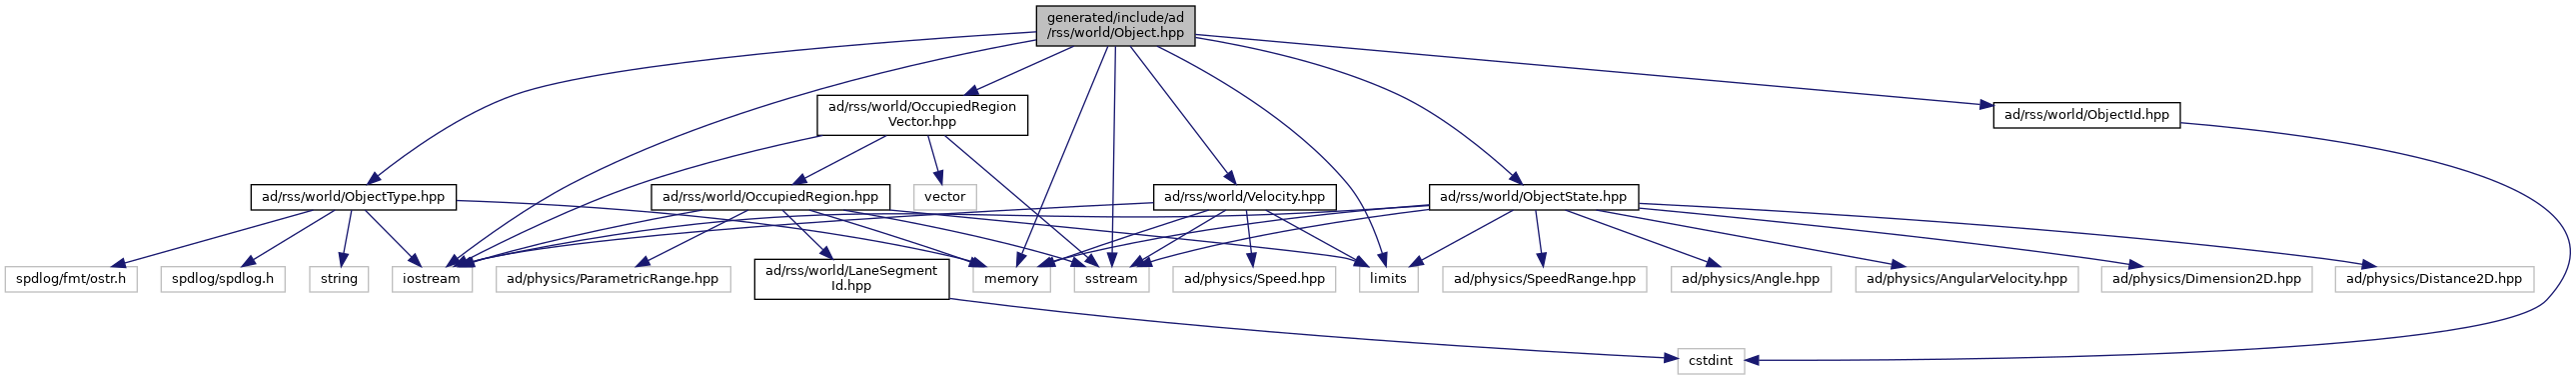 generated/include/ad
/rss/world/Object.hpp
ad/rss/world/OccupiedRegion
Vector.hpp
ad/rss/world/ObjectId.hpp
ad/rss/world/ObjectType.hpp
ad/rss/world/OccupiedRegion.hpp
vector
ad/rss/world/Velocity.hpp
ad/rss/world/ObjectState.hpp
spdlog/fmt/ostr.h
spdlog/spdlog.h
string
iostream
ad/physics/ParametricRange.hpp
ad/rss/world/LaneSegment
Id.hpp
memory
sstream
ad/physics/Speed.hpp
limits
ad/physics/SpeedRange.hpp
ad/physics/Angle.hpp
ad/physics/AngularVelocity.hpp
ad/physics/Dimension2D.hpp
ad/physics/Distance2D.hpp
cstdint